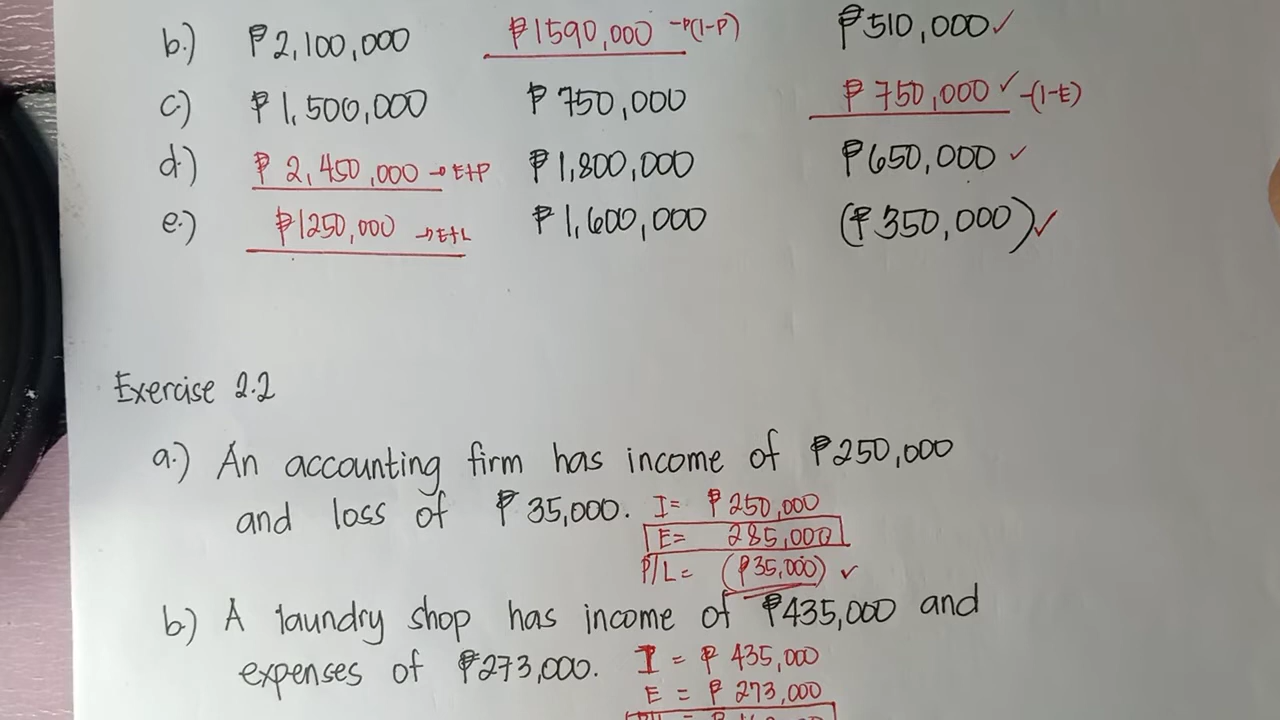 b.) ₱2,100,000 ₱1590,000 →(1-P) ₱510,000✓
c) ₱1,500,000 ₱750,000 ₱750,000 ✓ →(1-E)
d.) ₱2,450,000 → E+P ₱1,800,000 ₱650,000 ✓
e.) ₱1250,000 → E+L ₱1,600,000 (₱350,000)✓
Exercise 2.2
a.) An accounting firm has income of ₱250,000
and loss of ₱35,000. I= ₱250,000
E= 285,000
P/L = (₱35,000) ✓
b.) A laundry shop has income of ₱435,000 and
expenses of ₱273,000. I = ₱435,000
E = ₱273,000